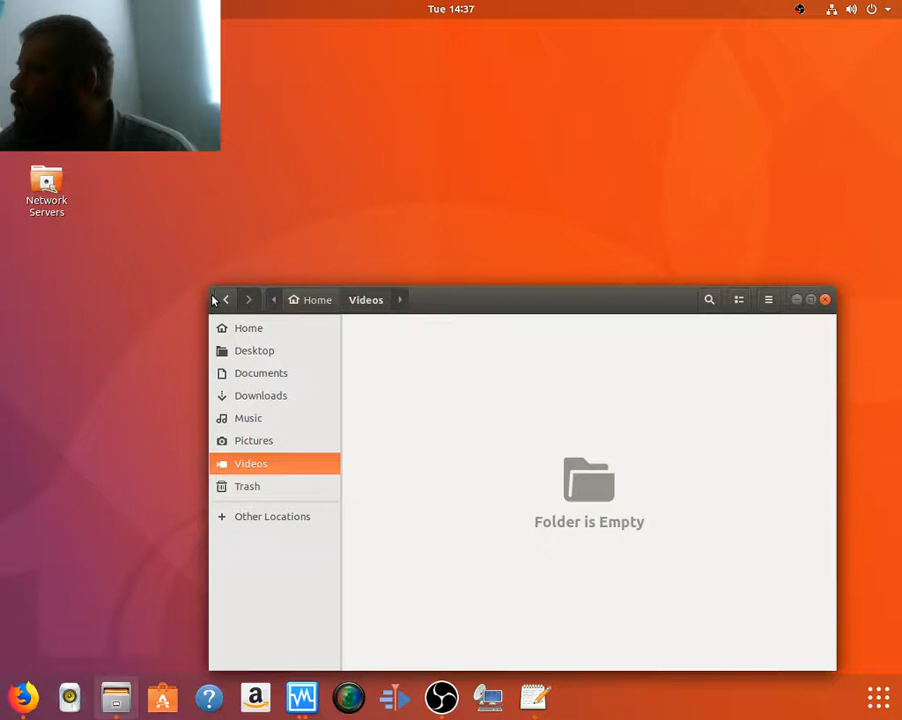 Tue 14:37
Network
Servers
Home
Videos
Home
Desktop
Documents
Downloads
Music
Pictures
Videos
Trash
Other Locations
Folder is Empty